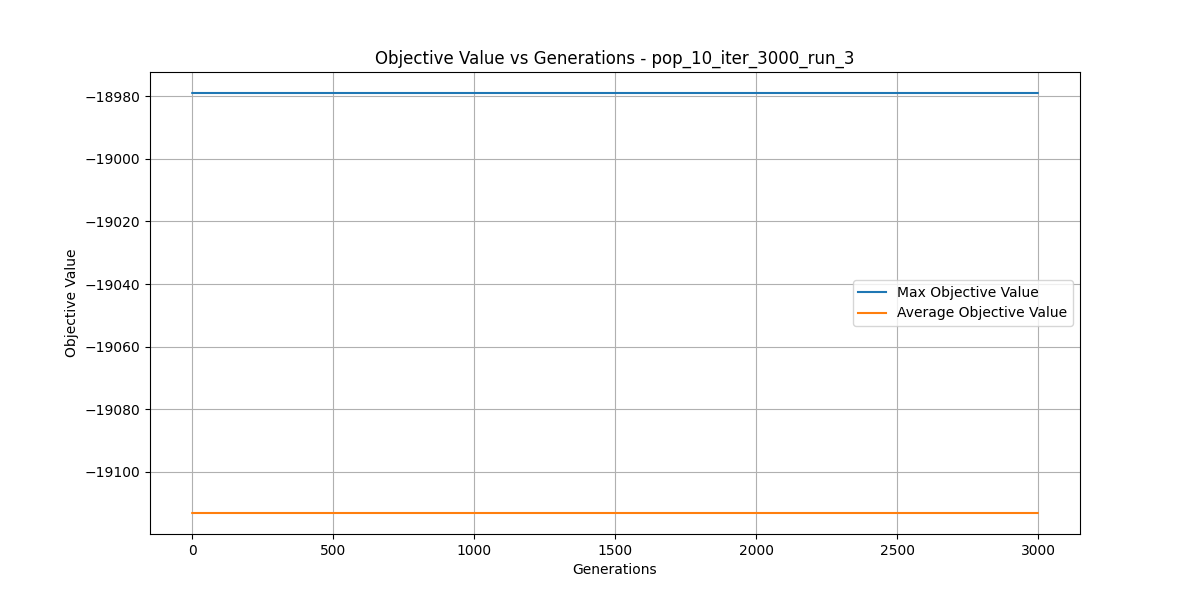 Objective Value vs Generations - pop_10_iter_3000_run_3
−18980
−19000
−19020
−19040
−19060
−19080
−19100
Objective Value
Max Objective Value
Average Objective Value
0 500 1000 1500 2000 2500 3000
Generations